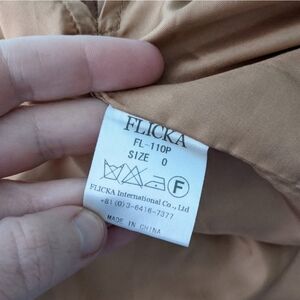 FLICKA
FL-110P
SIZE 0
F
FLICKA International Co., Ltd
+81(0)3-6416-7377
MADE IN CHINA